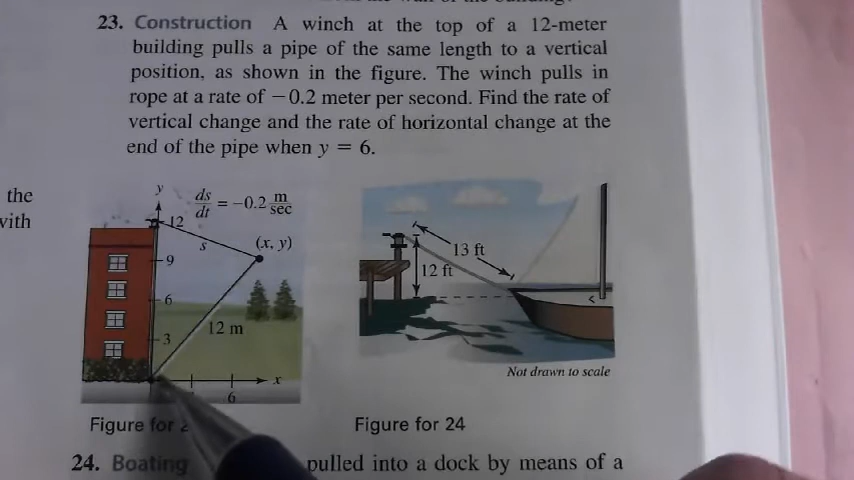 23. Construction A winch at the top of a 12-meter
building pulls a pipe of the same length to a vertical
position, as shown in the figure. The winch pulls in
rope at a rate of −0.2 meter per second. Find the rate of
vertical change and the rate of horizontal change at the
end of the pipe when y = 6.
the
with
y
ds/dt = −0.2 m/sec
12
s
(x, y)
9
6
12 m
3
x
6
13 ft
12 ft
Not drawn to scale
Figure for
Figure for 24
24. Boating
pulled into a dock by means of a